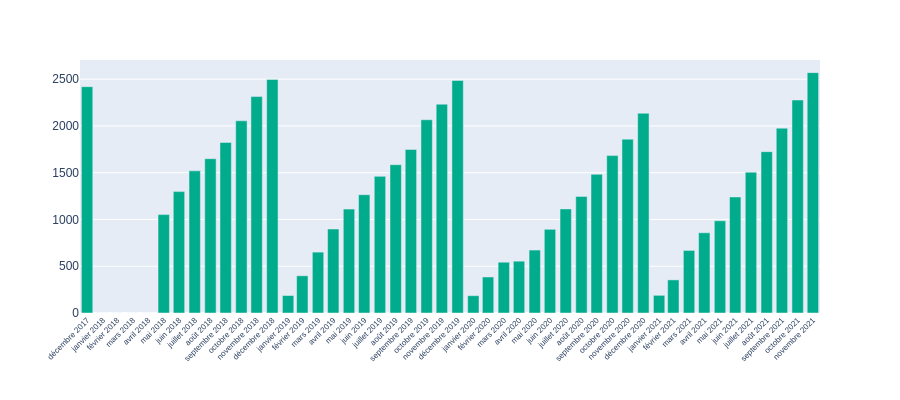 2500
2000
1500
1000
500
0
décembre 2017
janvier 2018
février 2018
mars 2018
avril 2018
mai 2018
juin 2018
juillet 2018
août 2018
septembre 2018
octobre 2018
novembre 2018
décembre 2018
janvier 2019
février 2019
mars 2019
avril 2019
mai 2019
juin 2019
juillet 2019
août 2019
septembre 2019
octobre 2019
novembre 2019
décembre 2019
janvier 2020
février 2020
mars 2020
avril 2020
mai 2020
juin 2020
juillet 2020
août 2020
septembre 2020
octobre 2020
novembre 2020
décembre 2020
janvier 2021
février 2021
mars 2021
avril 2021
mai 2021
juin 2021
juillet 2021
août 2021
septembre 2021
octobre 2021
novembre 2021